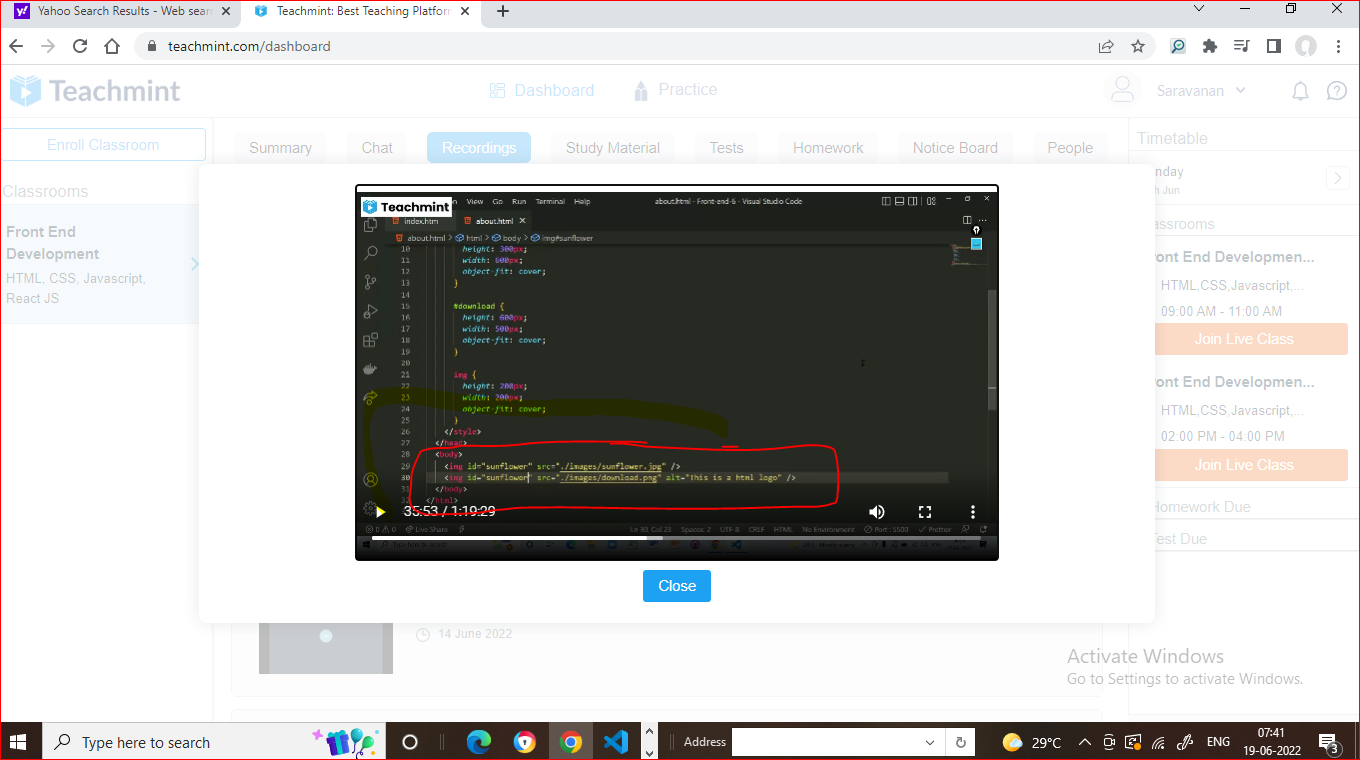 Yahoo Search Results - Web sear
Teachmint: Best Teaching Platfor
teachmint.com/dashboard
Teachmint
Dashboard
Practice
Saravanan
Enroll Classroom
Summary
Chat
Recordings
Study Material
Tests
Homework
Notice Board
People
Timetable
Classrooms
Front End
Development
HTML, CSS, Javascript,
React JS
Teachmint
View Go Run Terminal Help
about.html - Front-end-6 - Visual Studio Code
index.htm
about.html
about.html > html > body > img#sunflower
10 height: 300px;
11 width: 600px;
12 object-fit: cover;
13 }
14
15 #download {
16 height: 600px;
17 width: 500px;
18 object-fit: cover;
19 }
20
21 img {
22 height: 200px;
23 width: 200px;
24 object-fit: cover;
25 }
26 </style>
27 </head>
28 <body>
29 <img id="sunflower" src="./images/sunflower.jpg" />
30 <img id="sunflower" src="./images/download.png" alt="This is a html logo" />
31 </body>
32 </html>
35:53 / 1:19:29
0 0 Live Share
Ln 30, Col 23 Spaces: 2 UTF-8 CRLF HTML No Environment Port : 5500 Prettier
Type here to search
Close
14 June 2022
nday
h Jun
assrooms
ront End Developmen...
HTML,CSS,Javascript,...
09:00 AM - 11:00 AM
Join Live Class
ront End Developmen...
HTML,CSS,Javascript,...
02:00 PM - 04:00 PM
Join Live Class
Homework Due
Test Due
Activate Windows
Go to Settings to activate Windows.
Type here to search
Address
29°C
ENG
07:41
19-06-2022
3